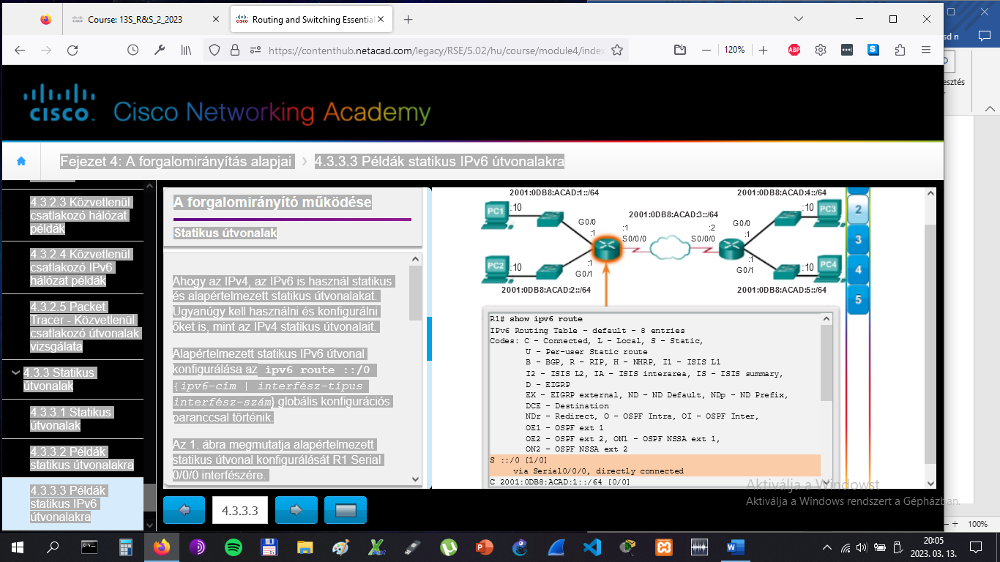 Course: 13S_R&S_2_2023
Routing and Switching Essential
sd n
https://contenthub.netacad.com/legacy/RSE/5.02/hu/course/module4/index
120%
ABP
S
esztés
CISCO.
Cisco Networking Academy
Fejezet 4: A forgalomirányítás alapjai
4.3.3.3 Példák statikus IPv6 útvonalakra
4.3.2.3 Közvetlenül
csatlakozó hálózat
példák
4.3.2.4 Közvetlenül
csatlakozó IPv6
hálózat példák
4.3.2.5 Packet
Tracer - Közvetlenül
csatlakozó útvonalak
vizsgálata
4.3.3 Statikus
útvonalak
4.3.3.1 Statikus
útvonalak
4.3.3.2 Példák
statikus útvonalakra
4.3.3.3 Példák
statikus IPv6
útvonalakra
A forgalomirányító működése
Statikus útvonalak
Ahogy az IPv4, az IPv6 is használ statikus
és alapértelmezett statikus útvonalakat.
Ugyanúgy kell használni és konfigurálni
őket is, mint az IPv4 statikus útvonalait.
Alapértelmezett statikus IPv6 útvonal
konfigurálása az ipv6 route ::/0
{ipv6-cím | interfész-típus
interfész-szám} globális konfigurációs
paranccsal történik.
Az 1. ábra megmutatja alapértelmezett
statikus útvonal konfigurálását R1 Serial
0/0/0 interfészére.
4.3.3.3
2001:0DB8:ACAD:1::/64
2001:0DB8:ACAD:4::/64
PC1
:10
G0/0
:1
2001:0DB8:ACAD:3::/64
:1
S0/0/0
:2
S0/0/0
G0/0
:1
:10
PC3
PC2
:10
:1
G0/1
:1
G0/1
:10
PC4
2001:0DB8:ACAD:2::/64
2001:0DB8:ACAD:5::/64
2
3
4
5
R1# show ipv6 route
IPv6 Routing Table - default - 8 entries
Codes: C - Connected, L - Local, S - Static,
U - Per-user Static route
B - BGP, R - RIP, H - NHRP, I1 - ISIS L1
I2 - ISIS L2, IA - ISIS interarea, IS - ISIS summary,
D - EIGRP
EX - EIGRP external, ND - ND Default, NDp - ND Prefix,
DCE - Destination
NDr - Redirect, O - OSPF Intra, OI - OSPF Inter,
OE1 - OSPF ext 1
OE2 - OSPF ext 2, ON1 - OSPF NSSA ext 1,
ON2 - OSPF NSSA ext 2
S ::/0 [1/0]
via Serial0/0/0, directly connected
C 2001:0DB8:ACAD:1::/64 [0/0]
Aktiválja a Windowst
Aktiválja a Windows rendszert a Gépházban.
100%
20:05
2023. 03. 13.